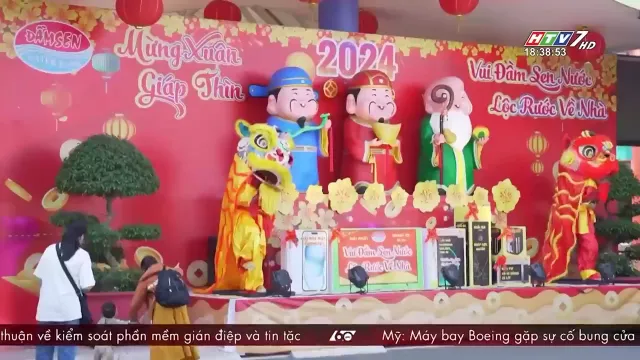 HTV7 HD
18:38:53
ĐẦM SEN
Mừng Xuân
Giáp Thìn
2024
Vui Đầm Sen Nước
Lộc Rước Về Nhà
Vui Đầm Sen Nước
Lộc Rước Về Nhà
thuận về kiểm soát phần mềm gián điệp và tin tặc
60
Mỹ: Máy bay Boeing gặp sự cố bung cửa